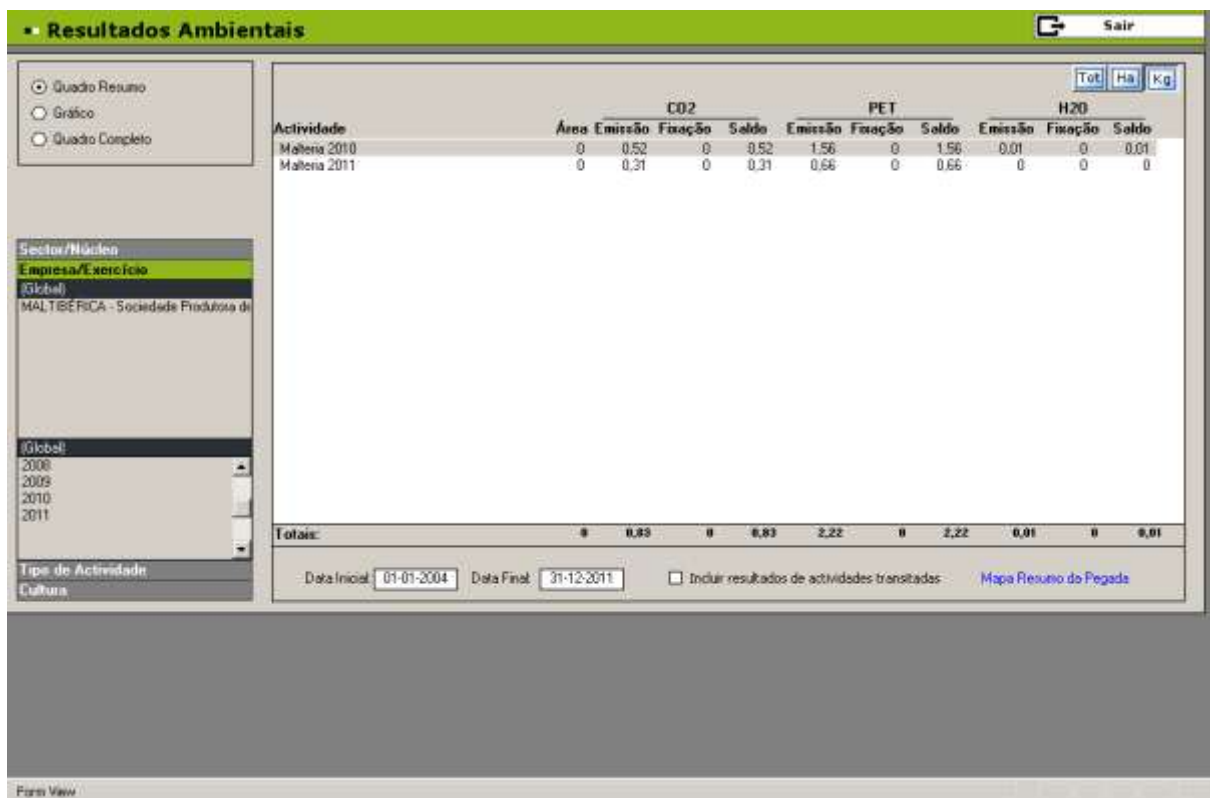 Resultados Ambientais
Sair
Quadro Resumo
Gráfico
Quadro Completo
Tot Ha Kg
CO2 PET H2O
Actividade Área Emissão Fixação Saldo Emissão Fixação Saldo Emissão Fixação Saldo
Malteria 2010 0 0,52 0 0,52 1,56 0 1,56 0,01 0 0,01
Malteria 2011 0 0,31 0 0,31 0,66 0 0,66 0 0 0
Sector/Núcleo
Empresa/Exercício
(Global)
MALTIBÉRICA - Sociedade Produtora de
(Global)
2008
2009
2010
2011
Tipo de Actividade
Cultura
Totais: 0 0,83 0 0,83 2,22 0 2,22 0,01 0 0,01
Data Inicial: 01-01-2004 Data Final: 31-12-2011 Incluir resultados de actividades transitadas Mapa Resumo da Pegada
Form View